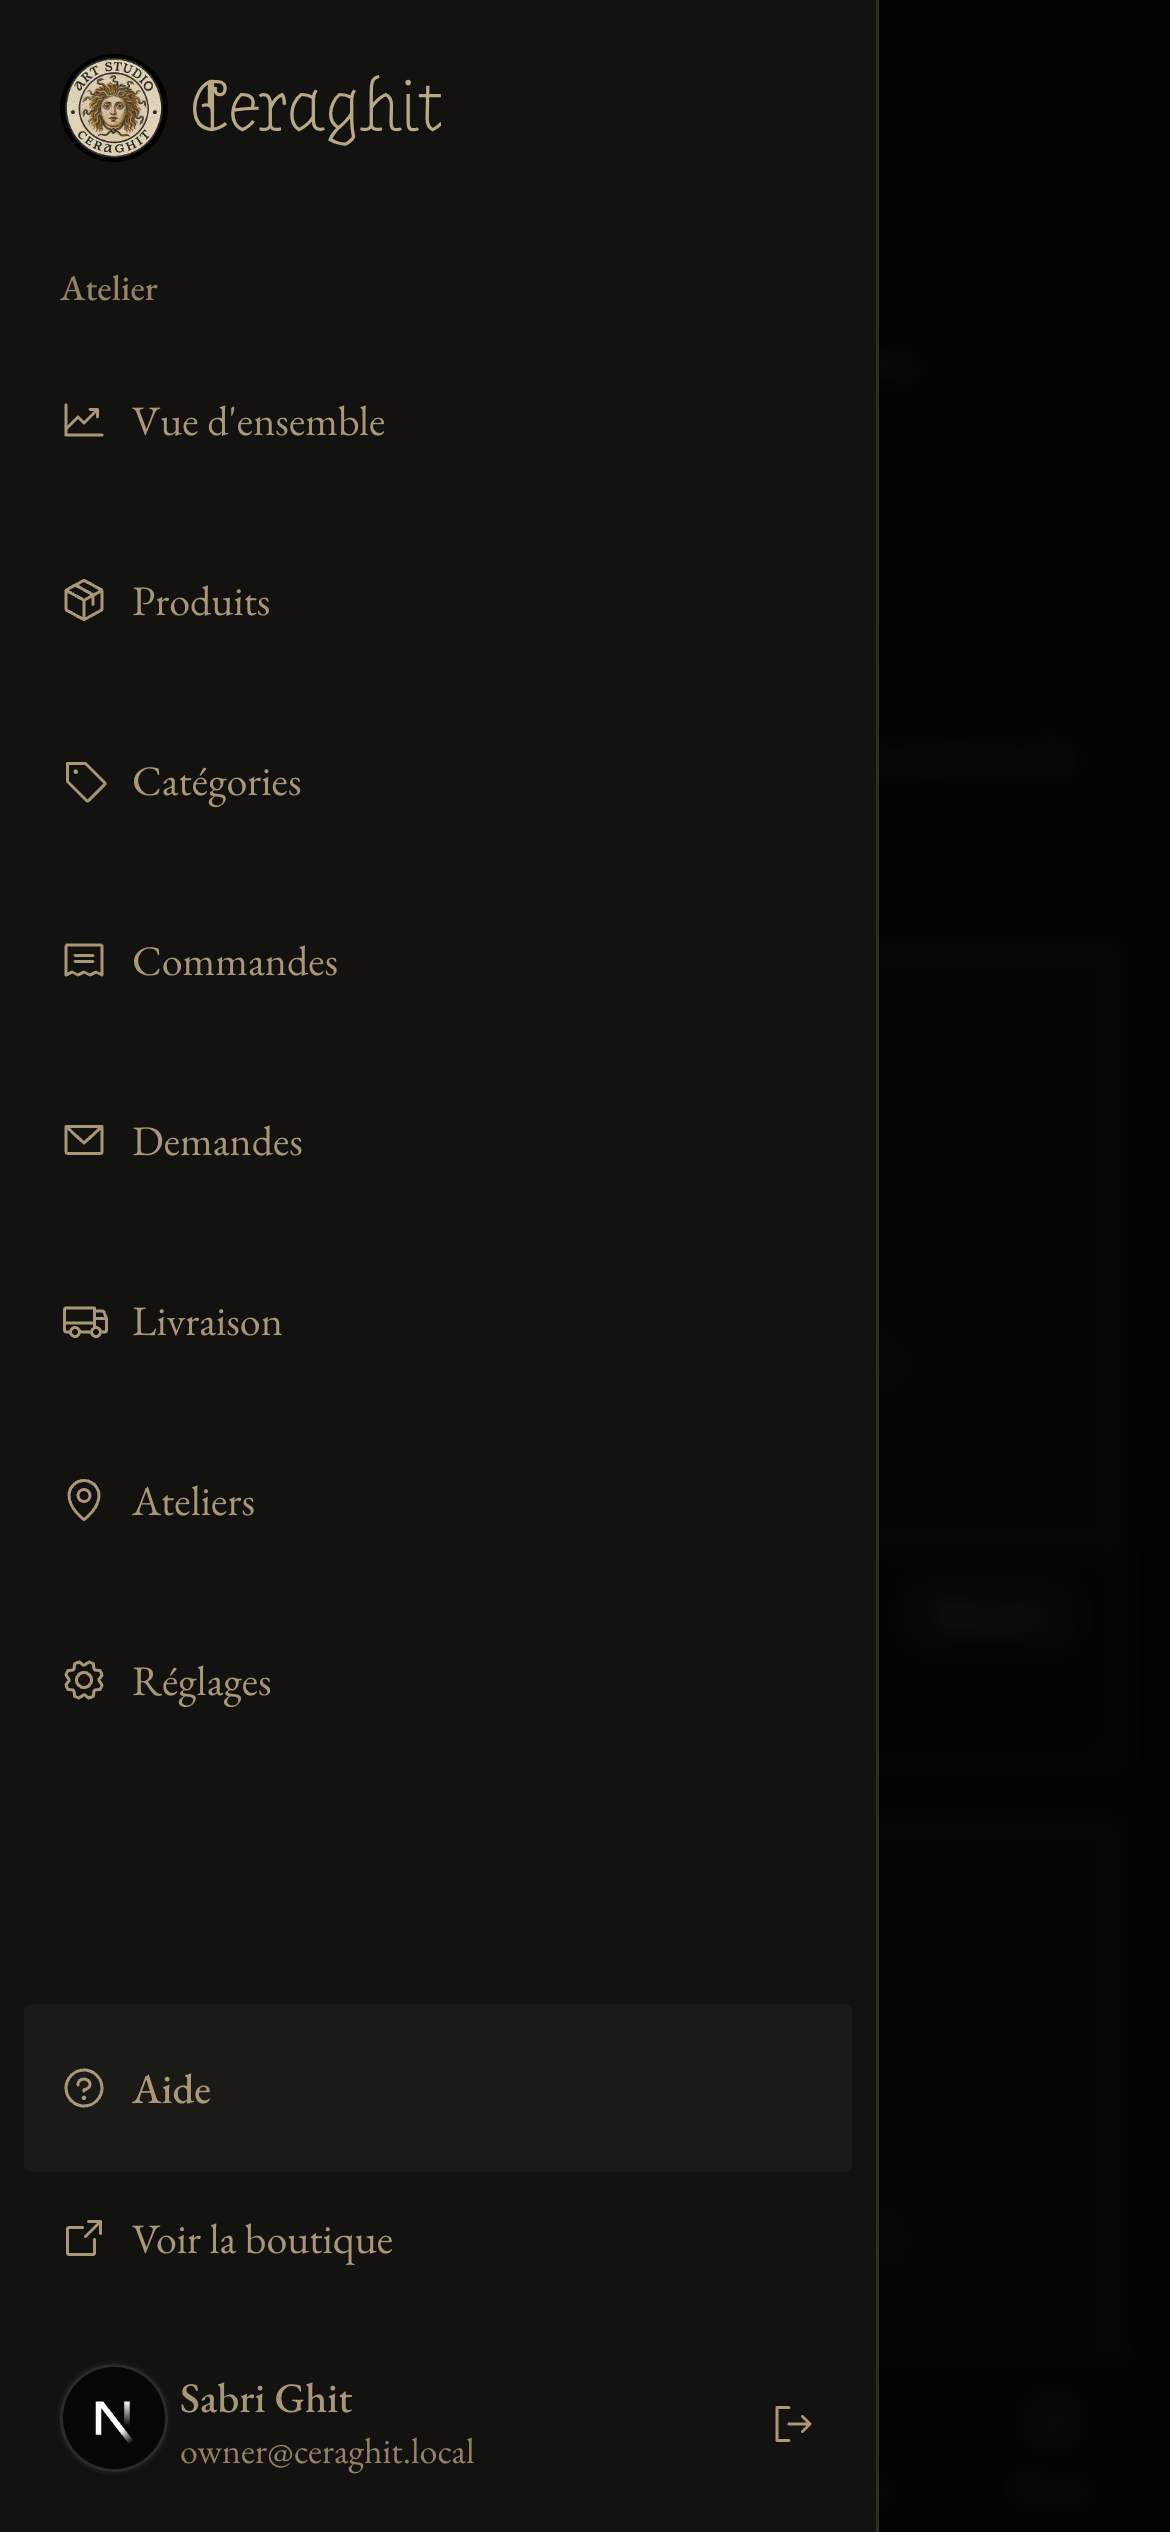 ART STUDIO
CERAGHIT
Ceraghit
Atelier
Vue d'ensemble
Produits
Catégories
Commandes
Demandes
Livraison
Ateliers
Réglages
Aide
Voir la boutique
N
Sabri Ghit
owner@ceraghit.local